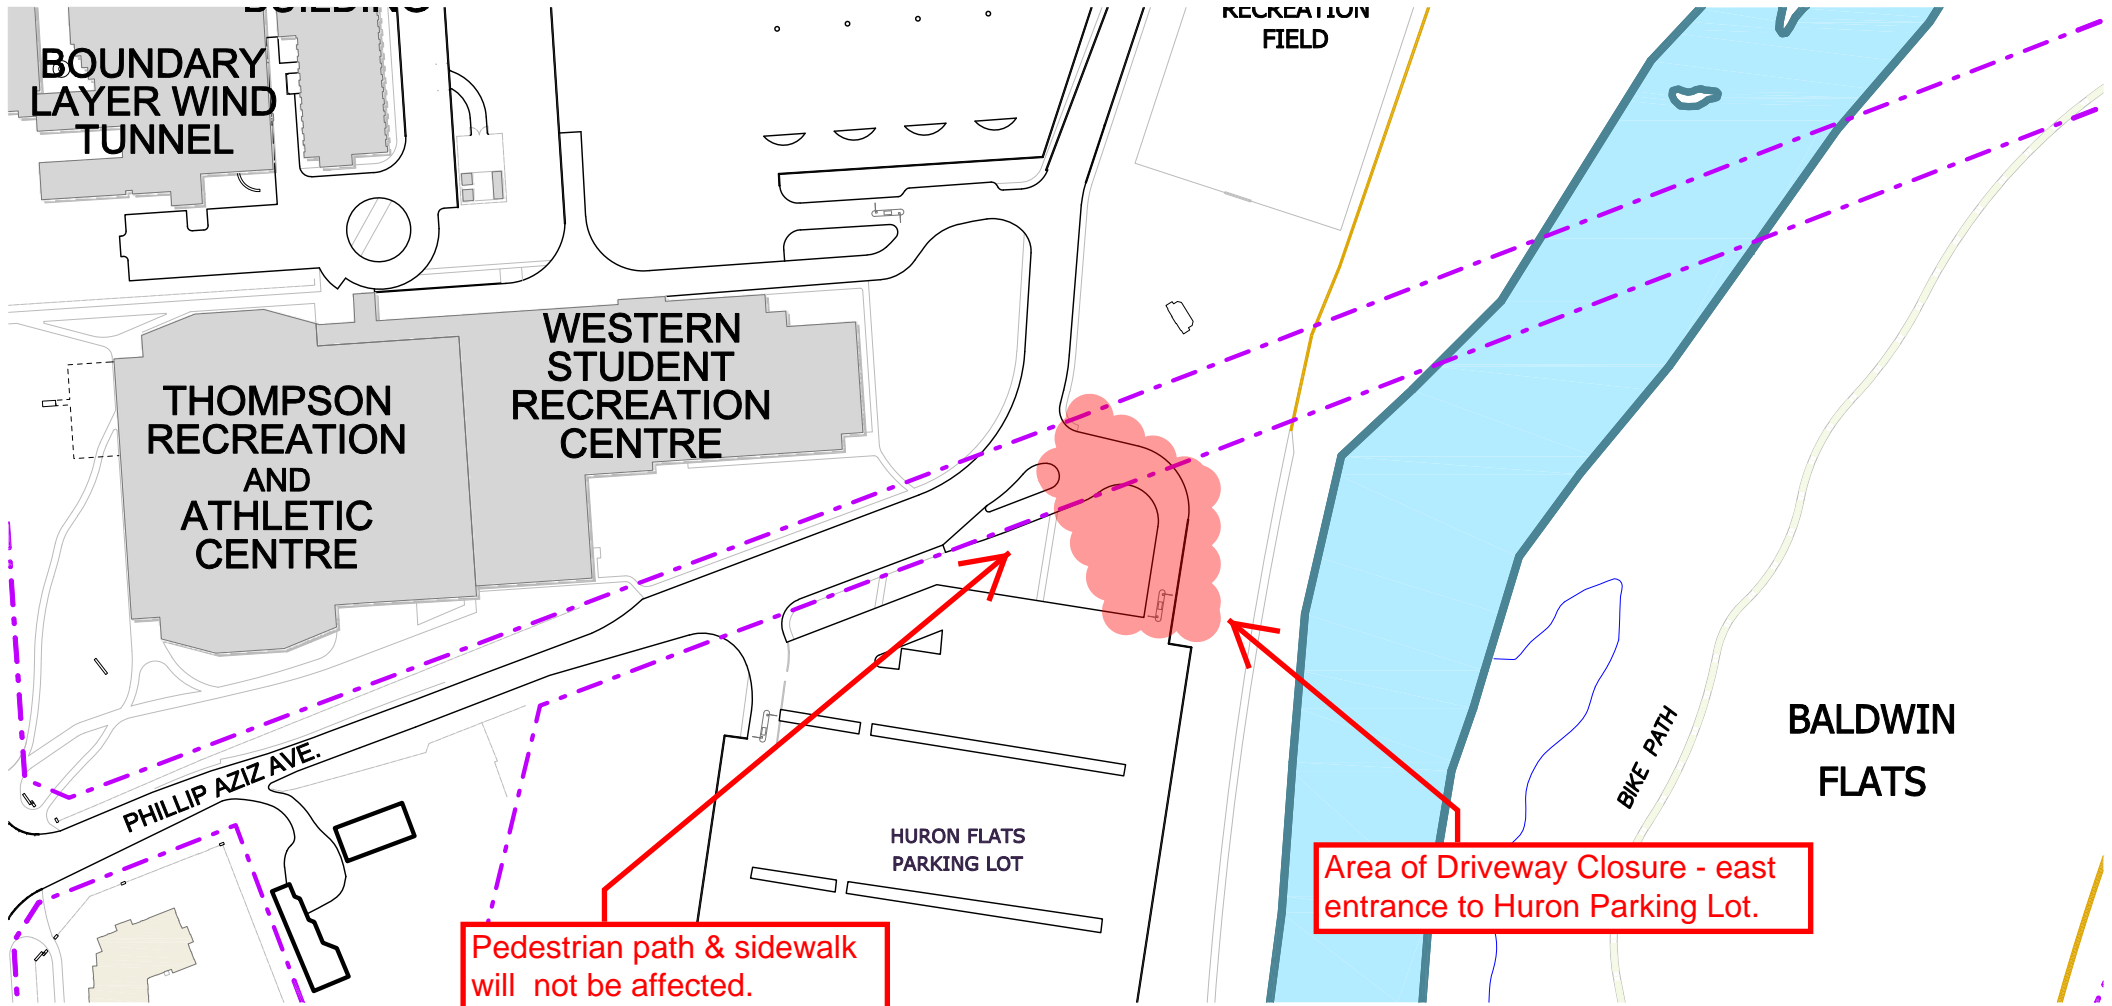 BUILDING
BOUNDARY
LAYER WIND
TUNNEL
RECREATION
FIELD
WESTERN
STUDENT
RECREATION
CENTRE
THOMPSON
RECREATION
AND
ATHLETIC
CENTRE
PHILLIP AZIZ AVE.
HURON FLATS
PARKING LOT
BIKE PATH
BALDWIN
FLATS
Area of Driveway Closure - east
entrance to Huron Parking Lot.
Pedestrian path & sidewalk
will  not be affected.